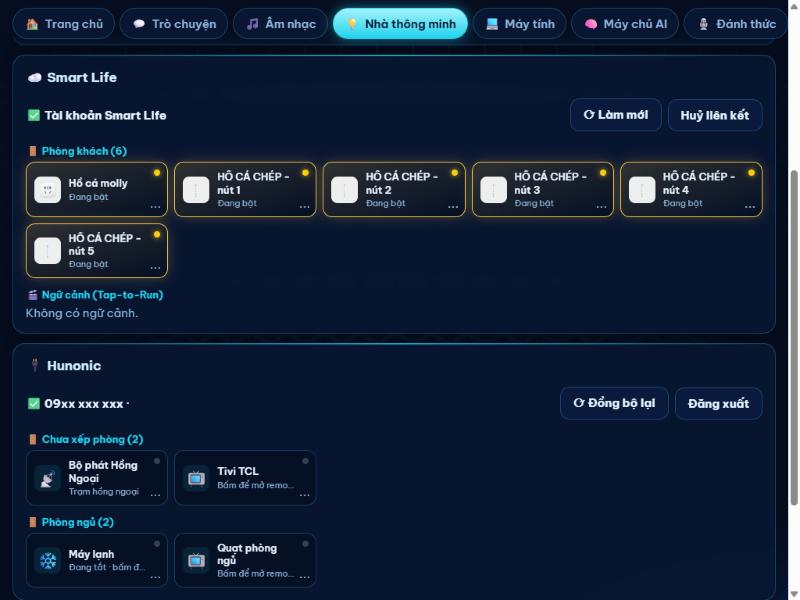 Trang chủ
Trò chuyện
Âm nhạc
Nhà thông minh
Máy tính
Máy chủ AI
Đánh thức
Smart Life
Tài khoản Smart Life
Làm mới
Huỷ liên kết
Phòng khách (6)
Hồ cá molly
Đang bật
...
HỒ CÁ CHÉP -
nút 1
Đang bật
...
HỒ CÁ CHÉP -
nút 2
Đang bật
...
HỒ CÁ CHÉP -
nút 3
Đang bật
...
HỒ CÁ CHÉP -
nút 4
Đang bật
...
HỒ CÁ CHÉP -
nút 5
Đang bật
...
Ngữ cảnh (Tap-to-Run)
Không có ngữ cảnh.
Hunonic
09xx xxx xxx ·
Đồng bộ lại
Đăng xuất
Chưa xếp phòng (2)
Bộ phát Hồng
Ngoại
Trạm hồng ngoại
...
Tivi TCL
Bấm để mở remo...
...
Phòng ngủ (2)
Máy lạnh
Đang tắt · bấm đ...
...
Quạt phòng
ngủ
Bấm để mở remo...
...